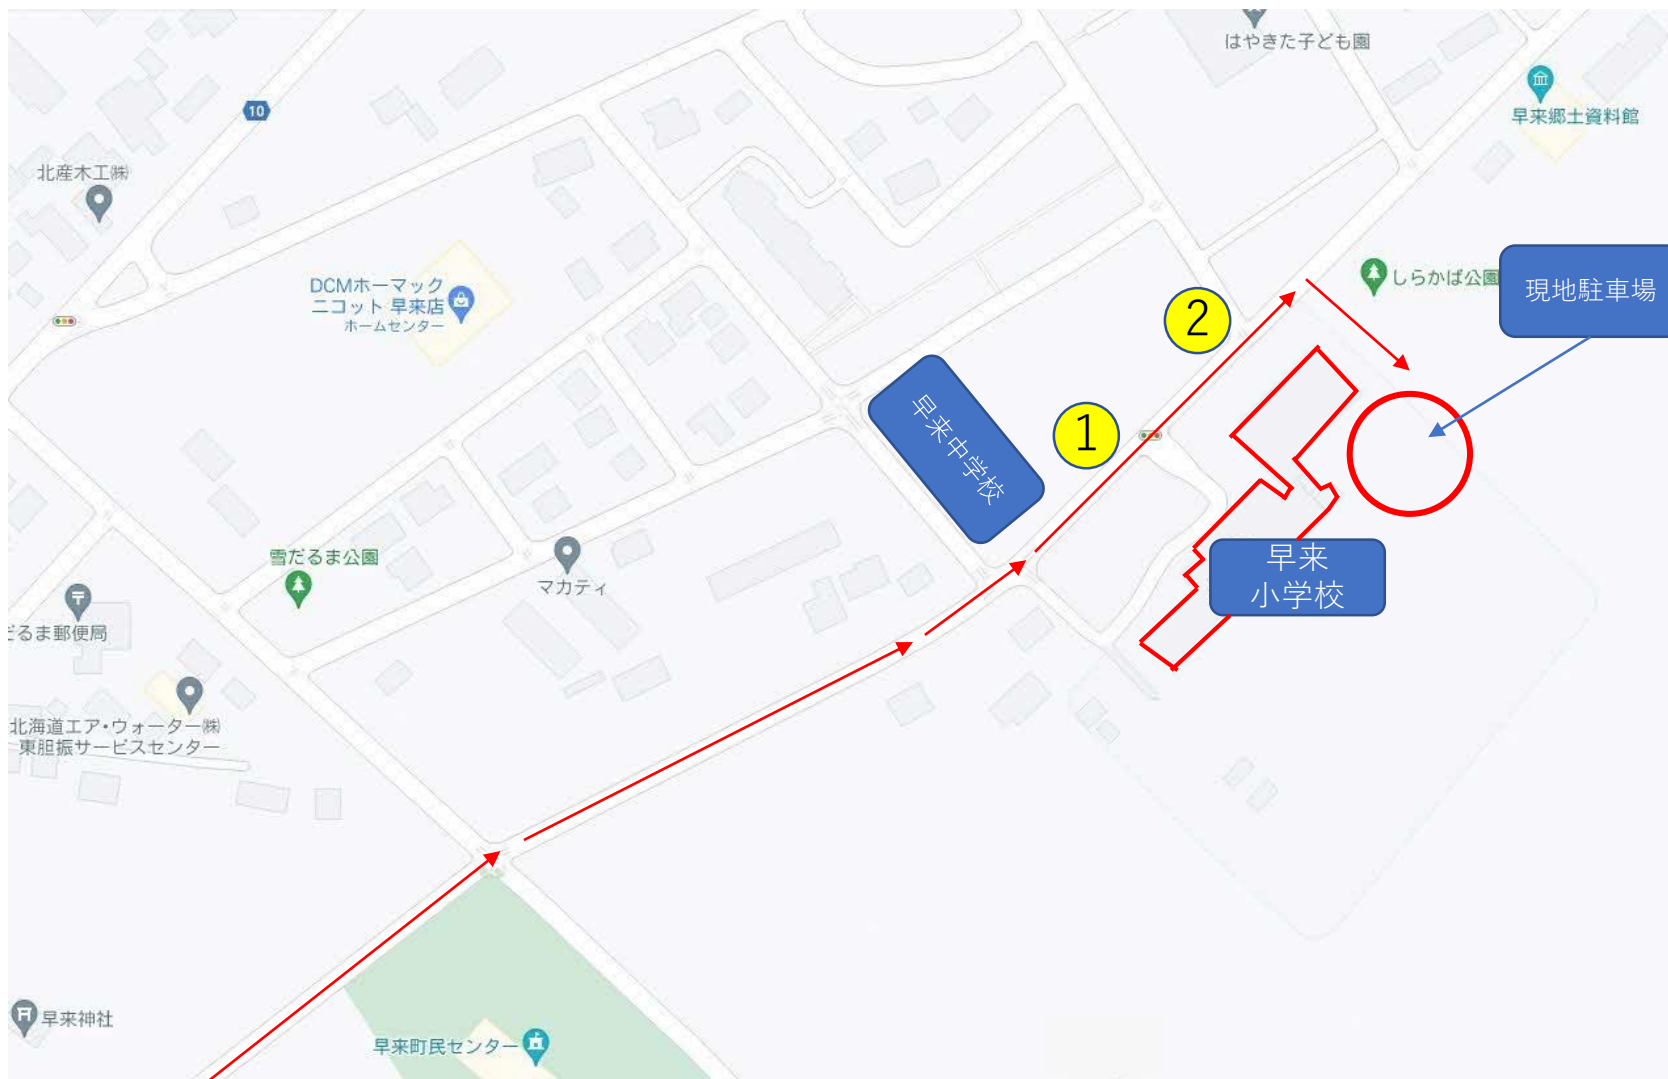 はやきた子ども園
10
早来郷土資料館
北産木工㈱
DCMホーマック
ニコット 早来店
ホームセンター
しらかば公園
現地駐車場
2
1
早来中学校
早来
小学校
雪だるま公園
マカティ
だるま郵便局
北海道エア・ウォーター㈱
東胆振サービスセンター
早来神社
早来町民センター